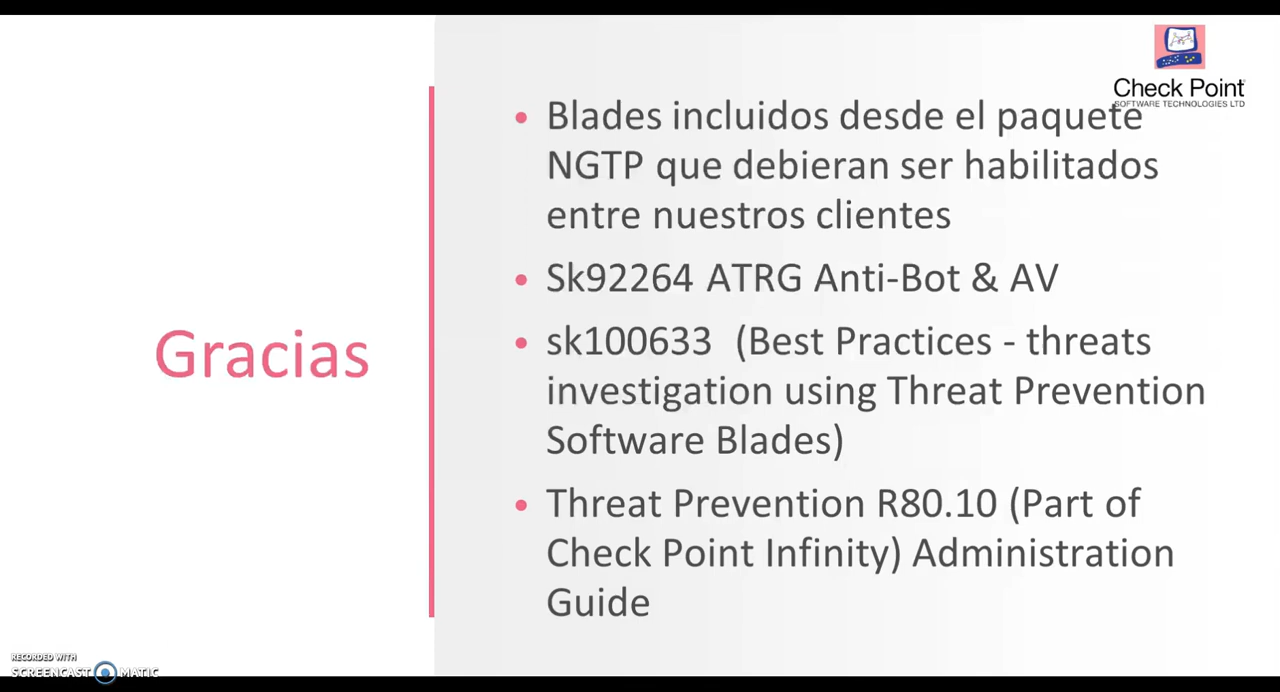 Check Point
SOFTWARE TECHNOLOGIES LTD
Gracias
• Blades incluidos desde el paquete
NGTP que debieran ser habilitados
entre nuestros clientes
• Sk92264 ATRG Anti-Bot & AV
• sk100633 (Best Practices - threats
investigation using Threat Prevention
Software Blades)
• Threat Prevention R80.10 (Part of
Check Point Infinity) Administration
Guide
RECORDED WITH
SCREENCAST MATIC